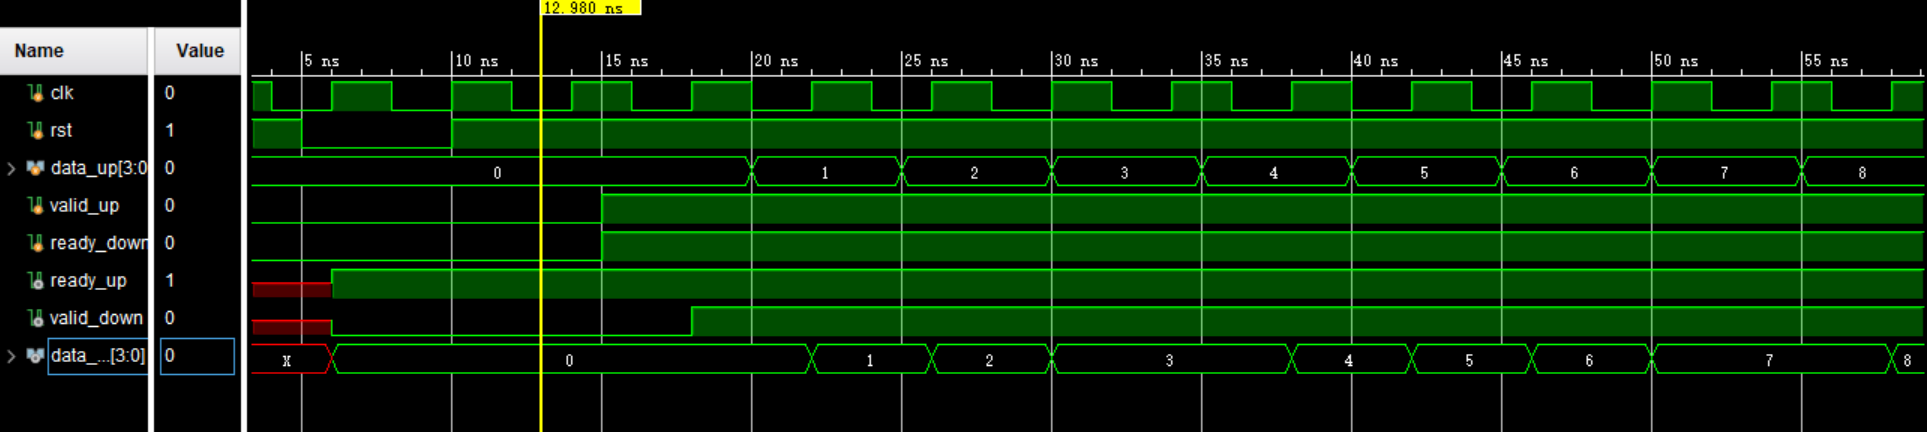 12.980 ns
Name Value
5 ns 10 ns 15 ns 20 ns 25 ns 30 ns 35 ns 40 ns 45 ns 50 ns 55 ns
clk 0
rst 1
data_up[3:0 0 0 1 2 3 4 5 6 7 8
valid_up 0
ready_down 0
ready_up 1
valid_down 0
data_...[3:0] 0 X 0 1 2 3 4 5 6 7 8